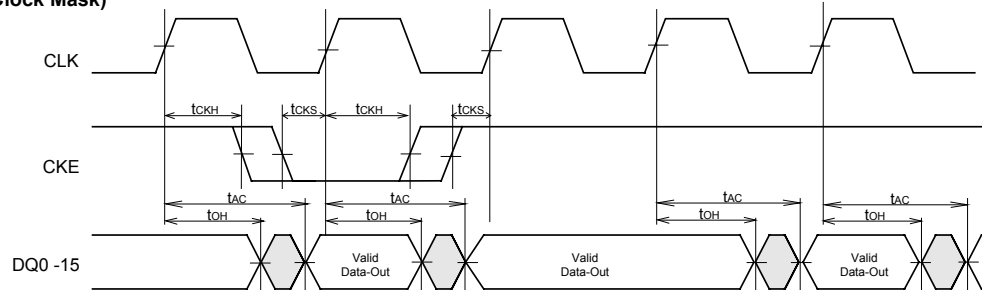 Clock Mask)
CLK
tCKH tCKS tCKH tCKS
CKE
tAC tAC tAC tAC
tOH tOH tOH tOH
DQ0 -15
Valid Data-Out
Valid Data-Out
Valid Data-Out